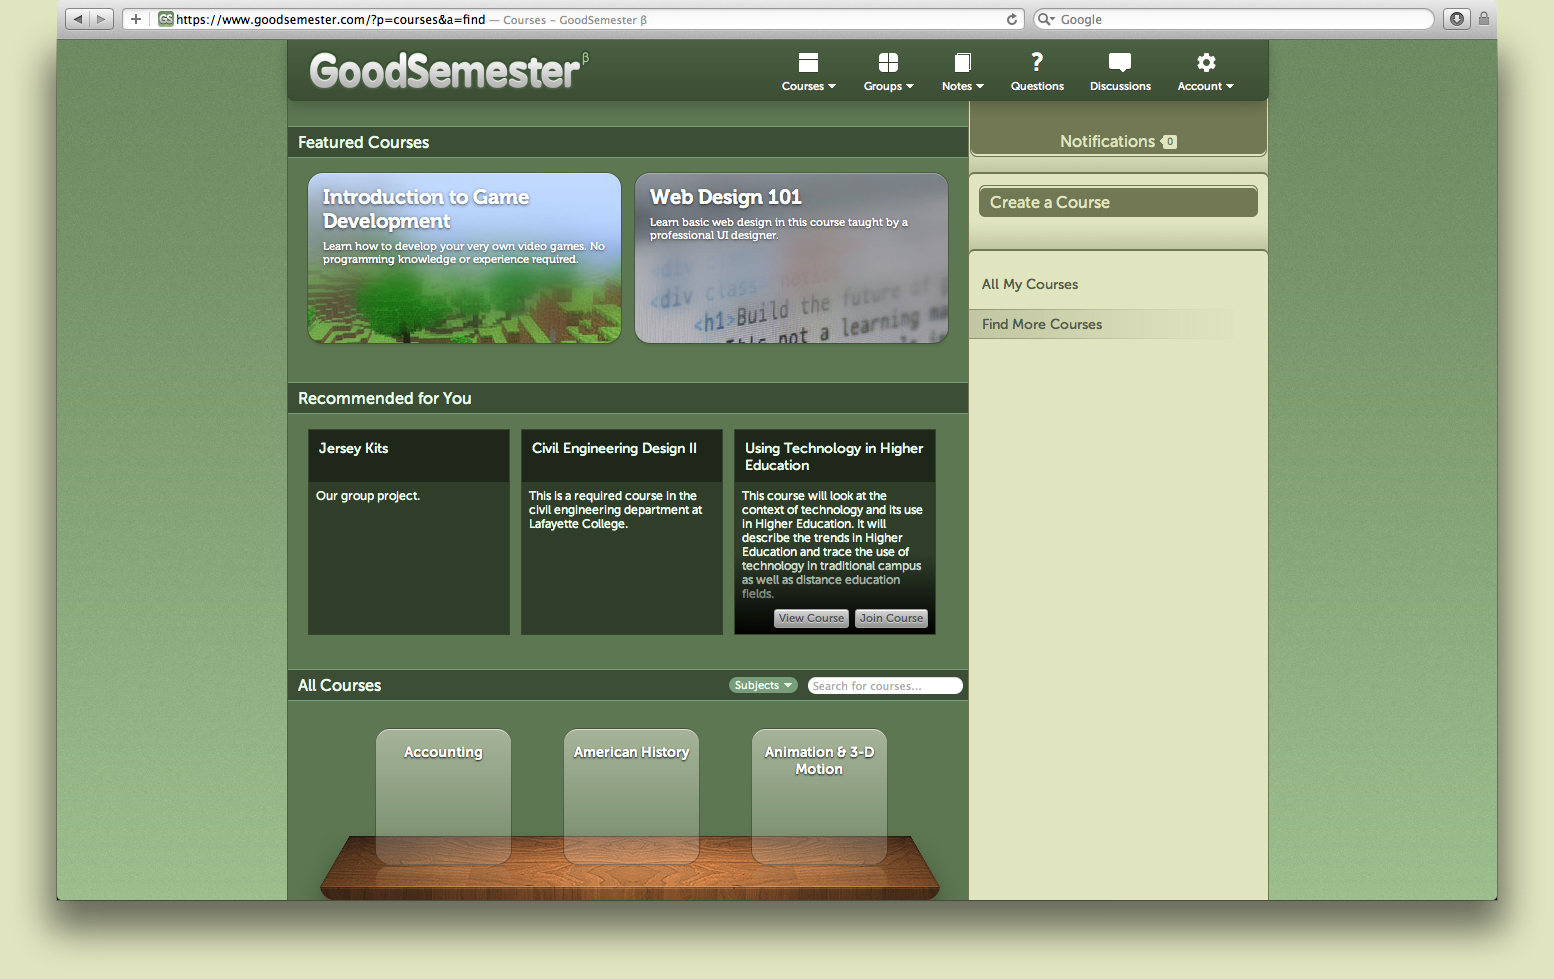 GS https://www.goodsemester.com/?p=courses&a=find — Courses – GoodSemester β
Google
GoodSemester β
Courses
Groups
Notes
Questions
Discussions
Account
Notifications 0
Create a Course
All My Courses
Find More Courses
Featured Courses
Introduction to Game
Development
Learn how to develop your very own video games. No
programming knowledge or experience required.
Web Design 101
Learn basic web design in this course taught by a
professional UI designer.
<div
<div class= notice
<h1>Build the future of
not a learning
Recommended for You
Jersey Kits
Our group project.
Civil Engineering Design II
This is a required course in the
civil engineering department at
Lafayette College.
Using Technology in Higher
Education
This course will look at the
context of technology and its use
in Higher Education. It will
describe the trends in Higher
Education and trace the use of
technology in traditional campus
as well as distance education
fields.
View Course
Join Course
All Courses
Subjects
Search for courses...
Accounting
American History
Animation & 3-D
Motion